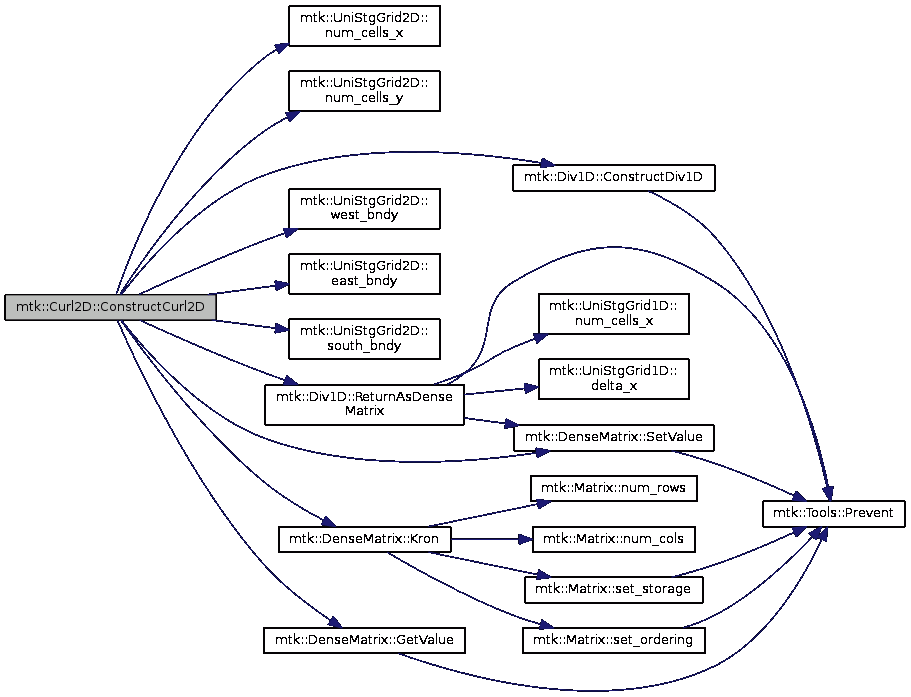 mtk::UniStgGrid2D::
num_cells_x
mtk::UniStgGrid2D::
num_cells_y
mtk::Div1D::ConstructDiv1D
mtk::UniStgGrid2D::
west_bndy
mtk::UniStgGrid2D::
east_bndy
mtk::Curl2D::ConstructCurl2D
mtk::UniStgGrid1D::
num_cells_x
mtk::UniStgGrid2D::
south_bndy
mtk::UniStgGrid1D::
delta_x
mtk::Div1D::ReturnAsDense
Matrix
mtk::DenseMatrix::SetValue
mtk::Matrix::num_rows
mtk::Tools::Prevent
mtk::DenseMatrix::Kron
mtk::Matrix::num_cols
mtk::Matrix::set_storage
mtk::DenseMatrix::GetValue
mtk::Matrix::set_ordering